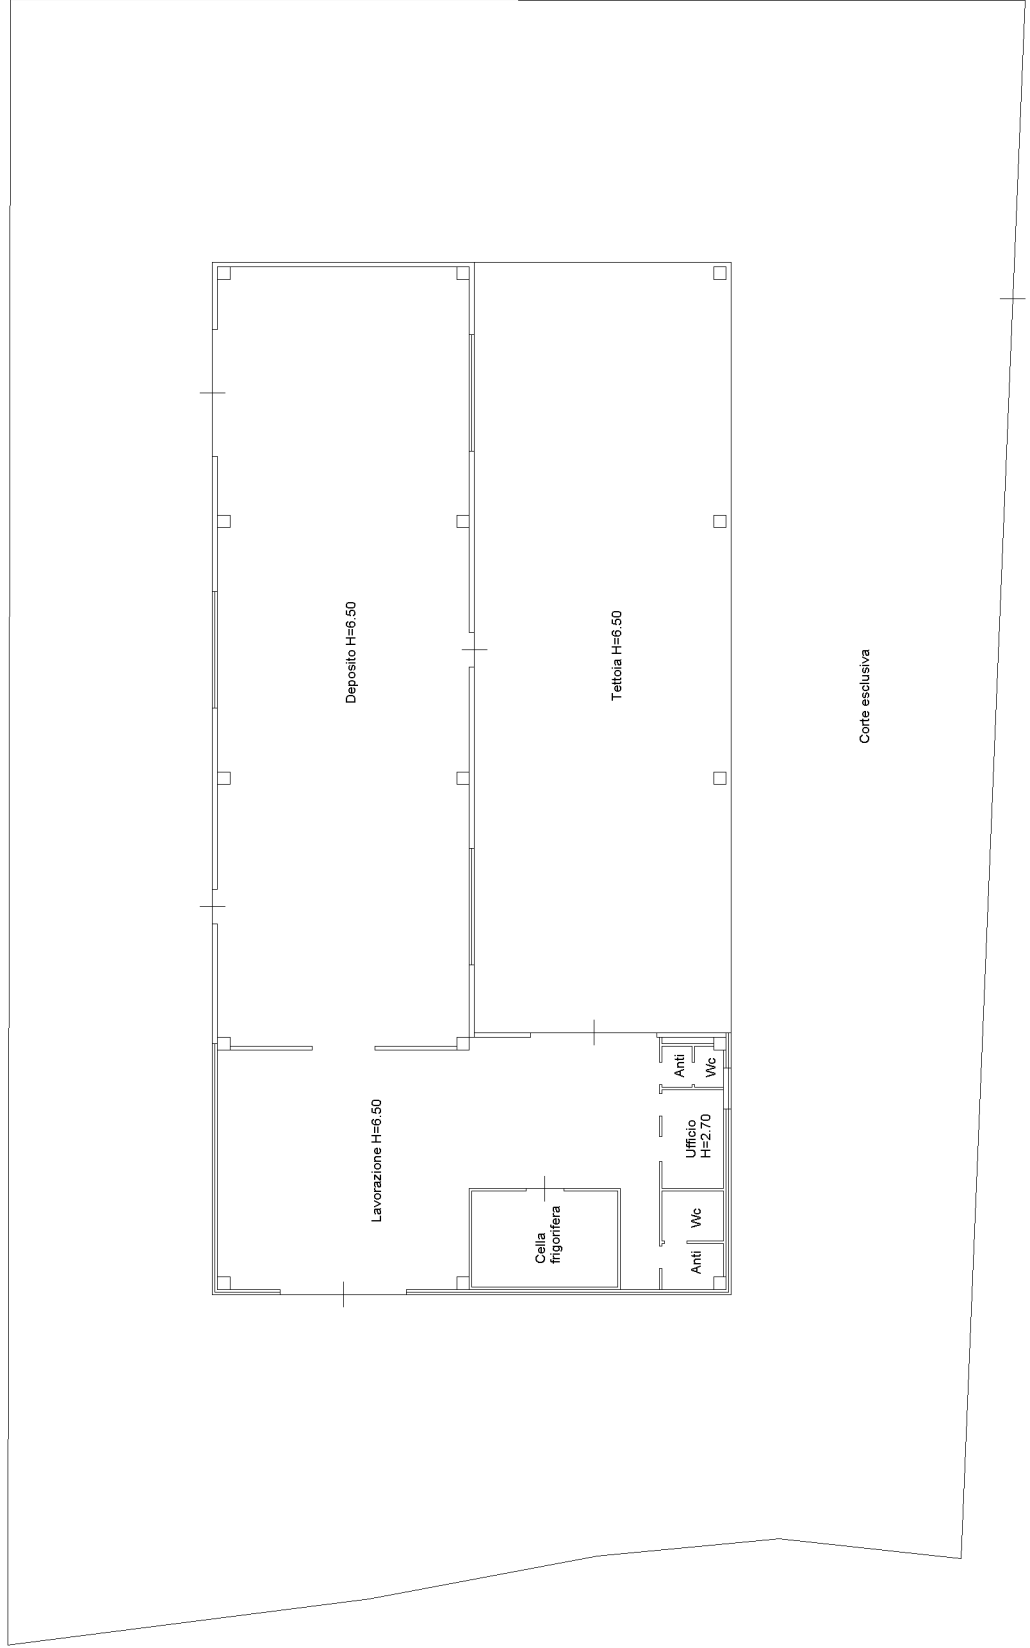 Deposito H=6.50
Tettoia H=6.50
Corte esclusiva
Lavorazione H=6.50
Anti
Wc
Ufficio
H=2.70
Cella
frigorifera
Wc
Anti